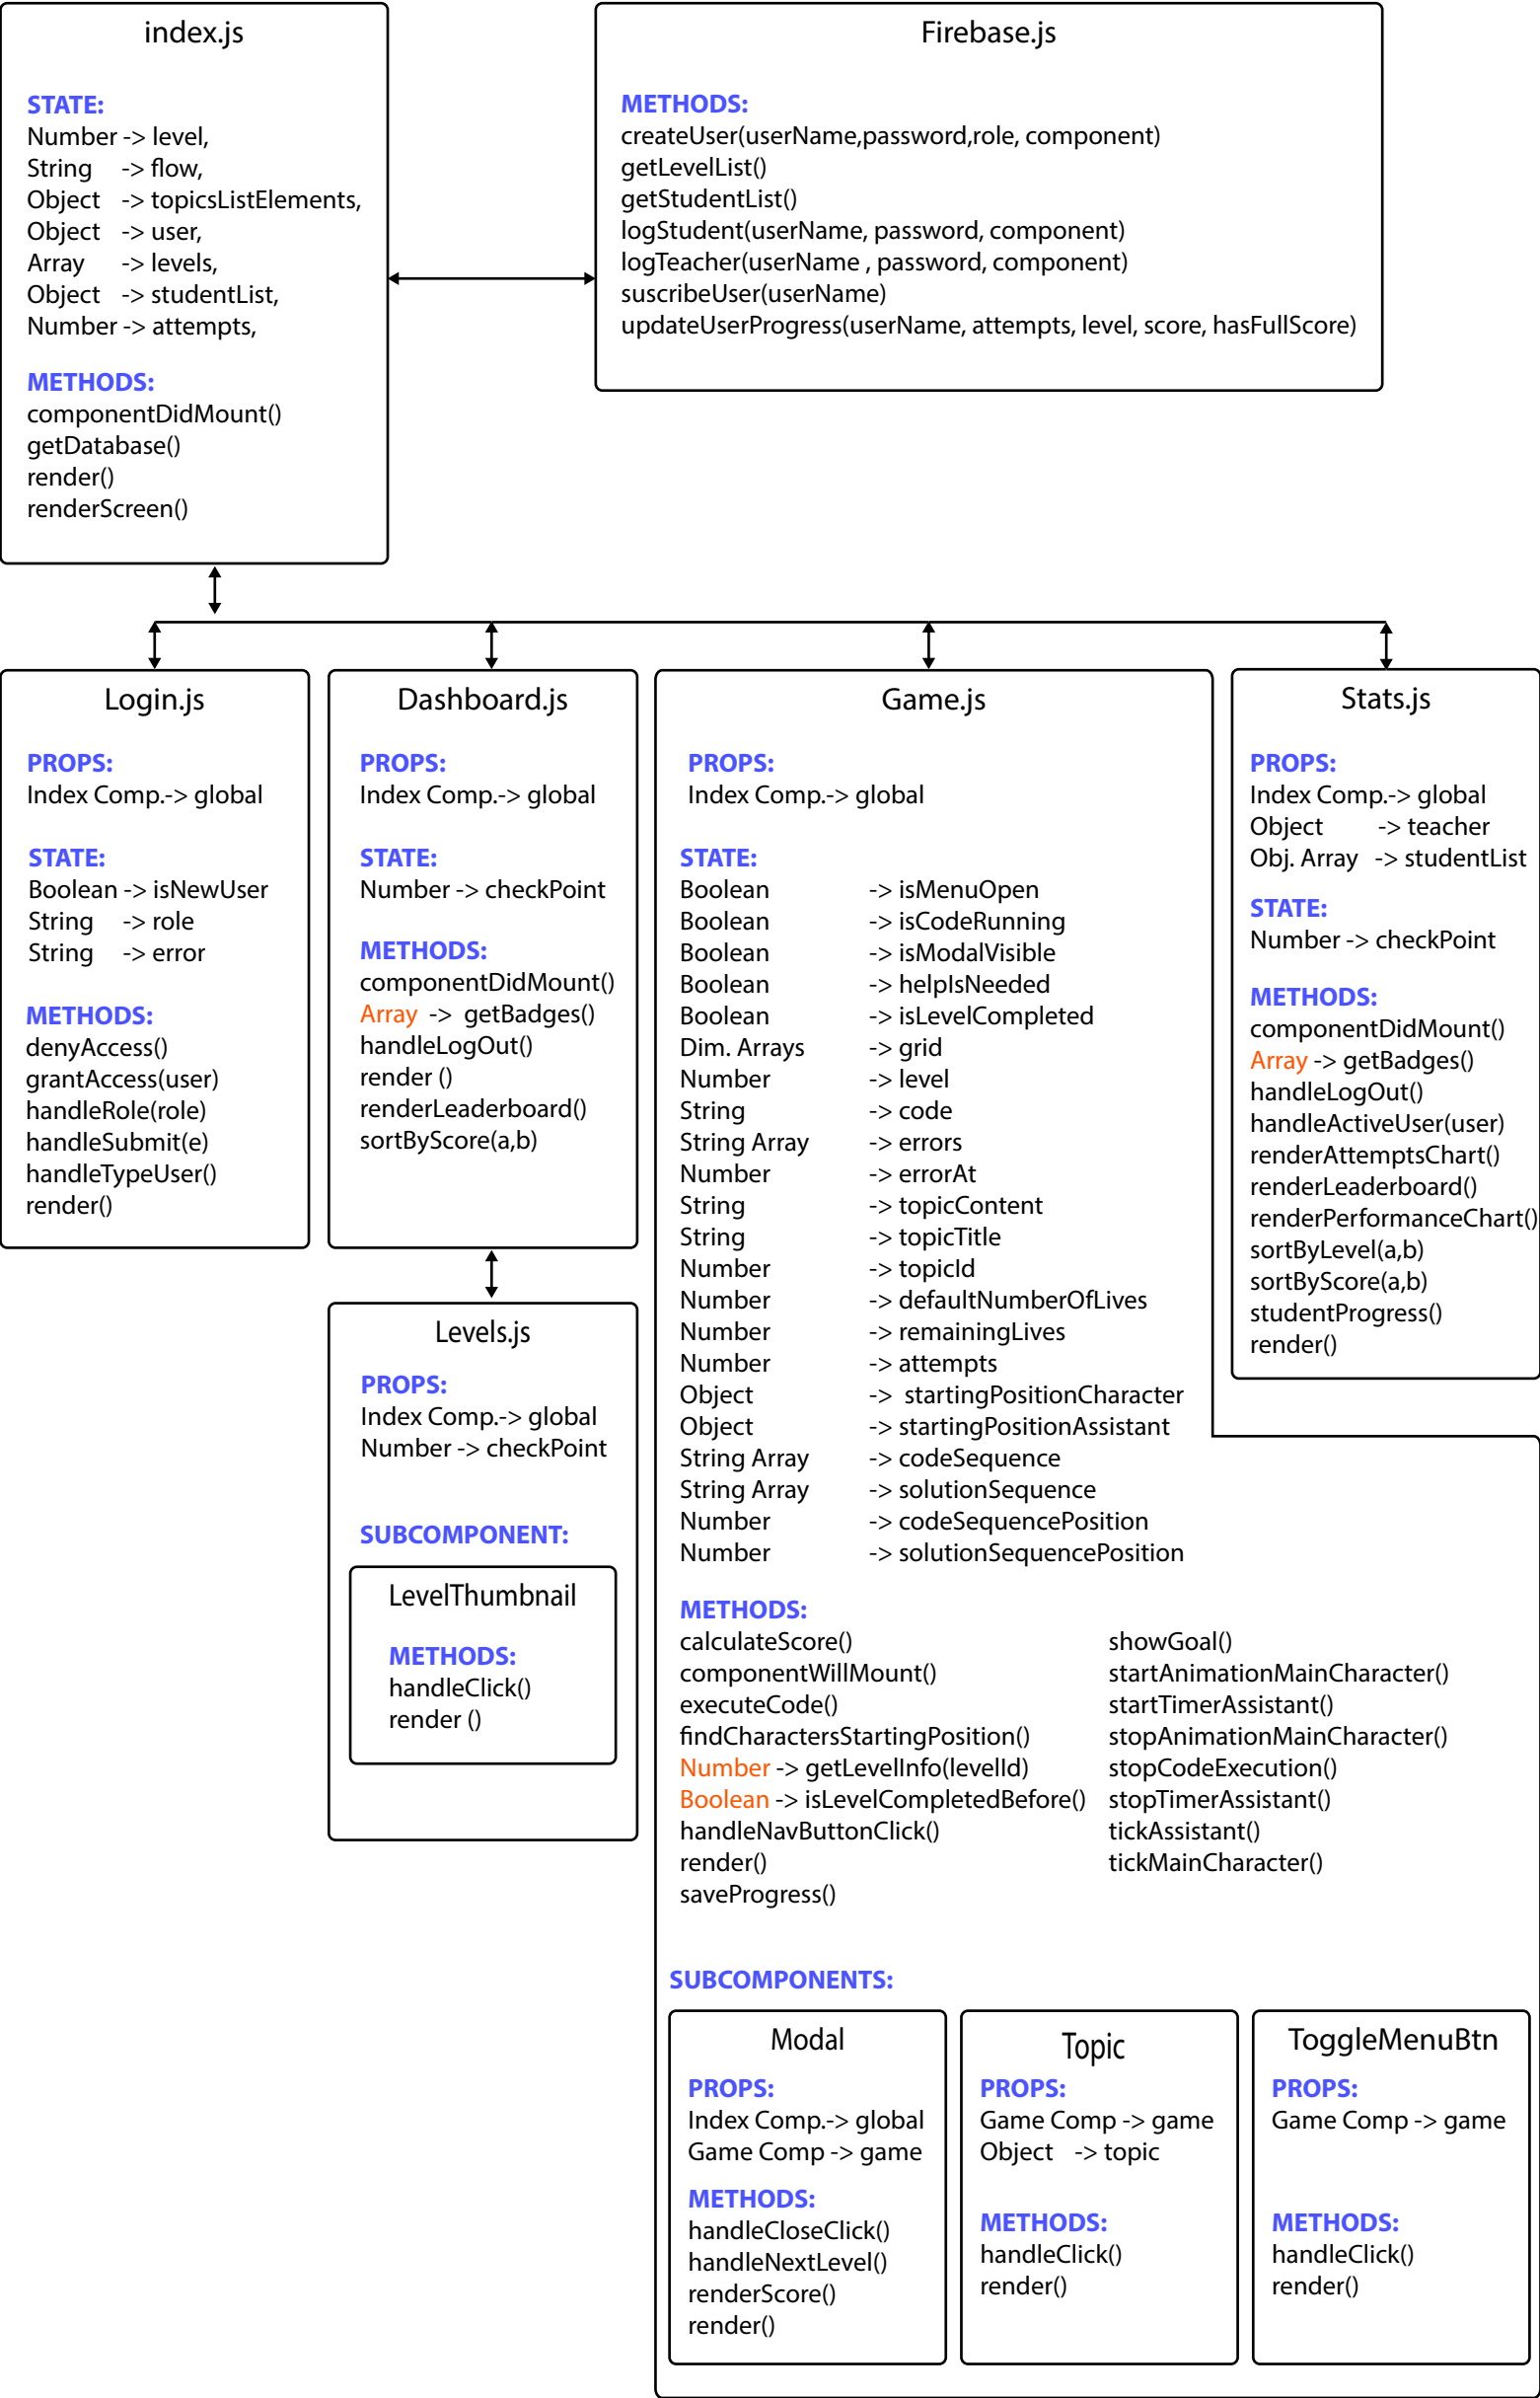 index.js
STATE:
Number -> level,
String -> flow,
Object -> topicsListElements,
Object -> user,
Array -> levels,
Object -> studentList,
Number -> attempts,
METHODS:
componentDidMount()
getDatabase()
render()
renderScreen()
Firebase.js
METHODS:
createUser(userName,password,role, component)
getLevelList()
getStudentList()
logStudent(userName, password, component)
logTeacher(userName , password, component)
suscribeUser(userName)
updateUserProgress(userName, attempts, level, score, hasFullScore)
Login.js
PROPS:
Index Comp.-> global
STATE:
Boolean -> isNewUser
String -> role
String -> error
METHODS:
denyAccess()
grantAccess(user)
handleRole(role)
handleSubmit(e)
handleTypeUser()
render()
Dashboard.js
PROPS:
Index Comp.-> global
STATE:
Number -> checkPoint
METHODS:
componentDidMount()
Array -> getBadges()
handleLogOut()
render ()
renderLeaderboard()
sortByScore(a,b)
Levels.js
PROPS:
Index Comp.-> global
Number -> checkPoint
SUBCOMPONENT:
LevelThumbnail
METHODS:
handleClick()
render ()
Game.js
PROPS:
Index Comp.-> global
STATE:
Boolean -> isMenuOpen
Boolean -> isCodeRunning
Boolean -> isModalVisible
Boolean -> helpIsNeeded
Boolean -> isLevelCompleted
Dim. Arrays -> grid
Number -> level
String -> code
String Array -> errors
Number -> errorAt
String -> topicContent
String -> topicTitle
Number -> topicId
Number -> defaultNumberOfLives
Number -> remainingLives
Number -> attempts
Object -> startingPositionCharacter
Object -> startingPositionAssistant
String Array -> codeSequence
String Array -> solutionSequence
Number -> codeSequencePosition
Number -> solutionSequencePosition
METHODS:
calculateScore()
componentWillMount()
executeCode()
findCharactersStartingPosition()
Number -> getLevelInfo(levelId)
Boolean -> isLevelCompletedBefore()
handleNavButtonClick()
render()
saveProgress()
showGoal()
startAnimationMainCharacter()
startTimerAssistant()
stopAnimationMainCharacter()
stopCodeExecution()
stopTimerAssistant()
tickAssistant()
tickMainCharacter()
SUBCOMPONENTS:
Modal
PROPS:
Index Comp.-> global
Game Comp -> game
METHODS:
handleCloseClick()
handleNextLevel()
renderScore()
render()
Topic
PROPS:
Game Comp -> game
Object -> topic
METHODS:
handleClick()
render()
ToggleMenuBtn
PROPS:
Game Comp -> game
METHODS:
handleClick()
render()
Stats.js
PROPS:
Index Comp.-> global
Object -> teacher
Obj. Array -> studentList
STATE:
Number -> checkPoint
METHODS:
componentDidMount()
Array -> getBadges()
handleLogOut()
handleActiveUser(user)
renderAttemptsChart()
renderLeaderboard()
renderPerformanceChart()
sortByLevel(a,b)
sortByScore(a,b)
studentProgress()
render()